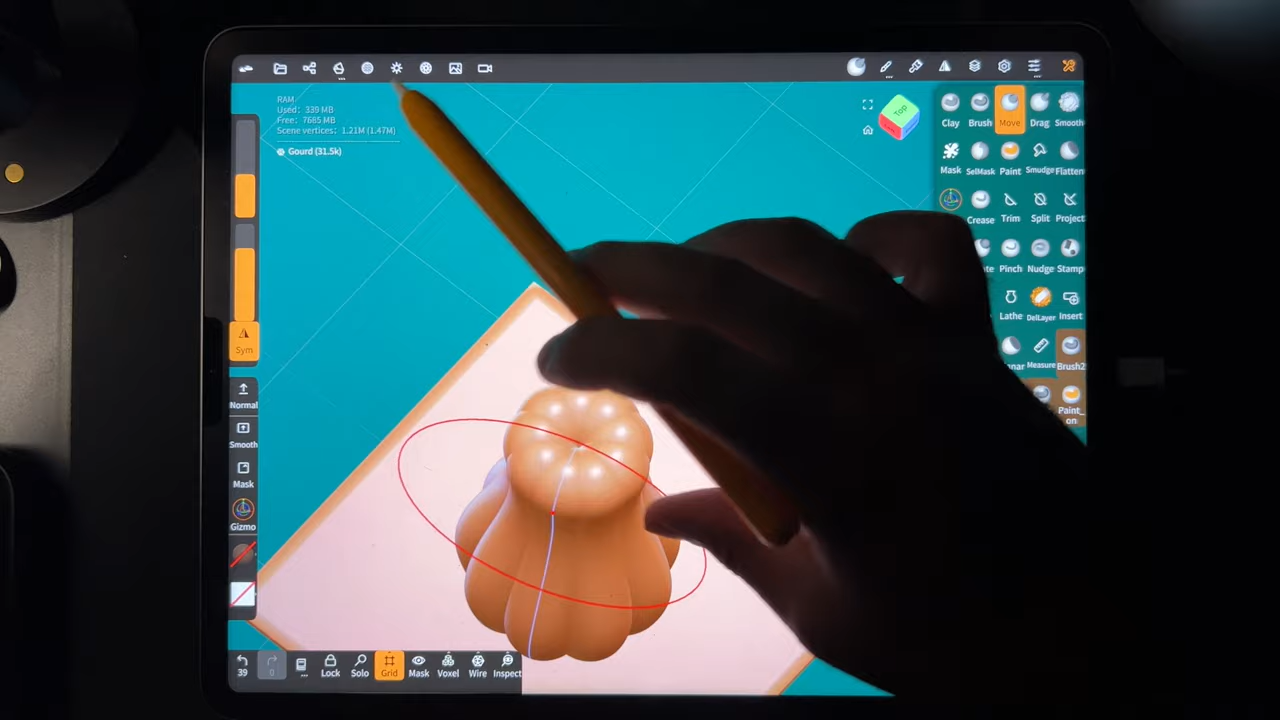 RAM
Used: 339 MB
Free: 7685 MB
Scene vertices: 1.21M (1.47M)
Gourd (31.5k)
Top
Clay Brush Move Drag Smooth
Mask SelMask Paint Smudge Flatten
Crease Trim Split Project
Pinch Nudge Stamp
Lathe DelLayer Insert
Measure Brush2
Paint_
Sym
Normal
Smooth
Mask
Gizmo
39 0 Lock Solo Grid Mask Voxel Wire Inspect